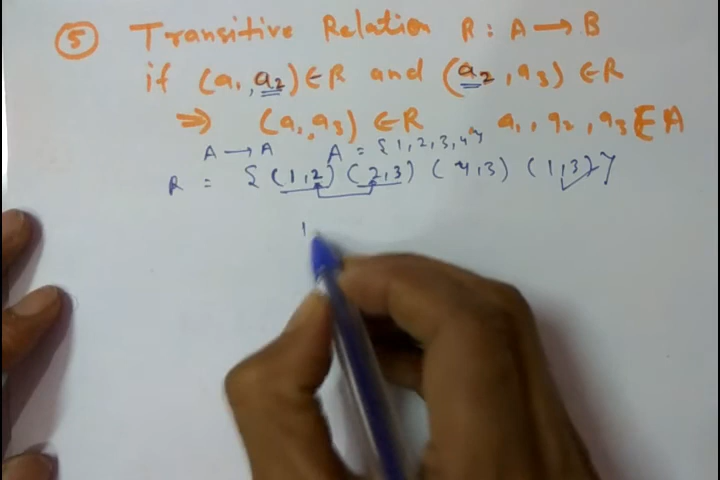 ⑤ Transitive Relation R : A → B
if (a₁, a₂) ∈ R and (a₂, a₃) ∈ R
⇒ (a₁, a₃) ∈ R a₁, a₂, a₃ ∈ A
A → A A = {1, 2, 3, 4}
R = {(1,2) (2,3) (4,3) (1,3)}
1